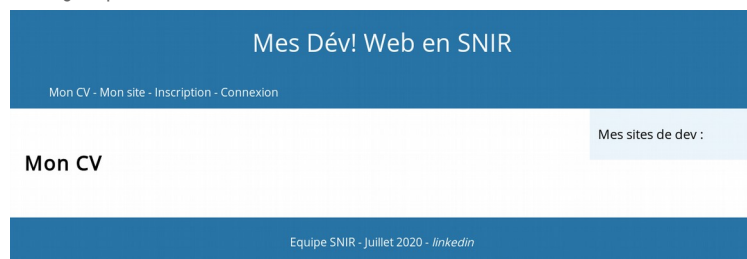 Mes Dév! Web en SNIR
Mon CV - Mon site - Inscription - Connexion
Mes sites de dev :
Mon CV
Equipe SNIR - Juillet 2020 - linkedin